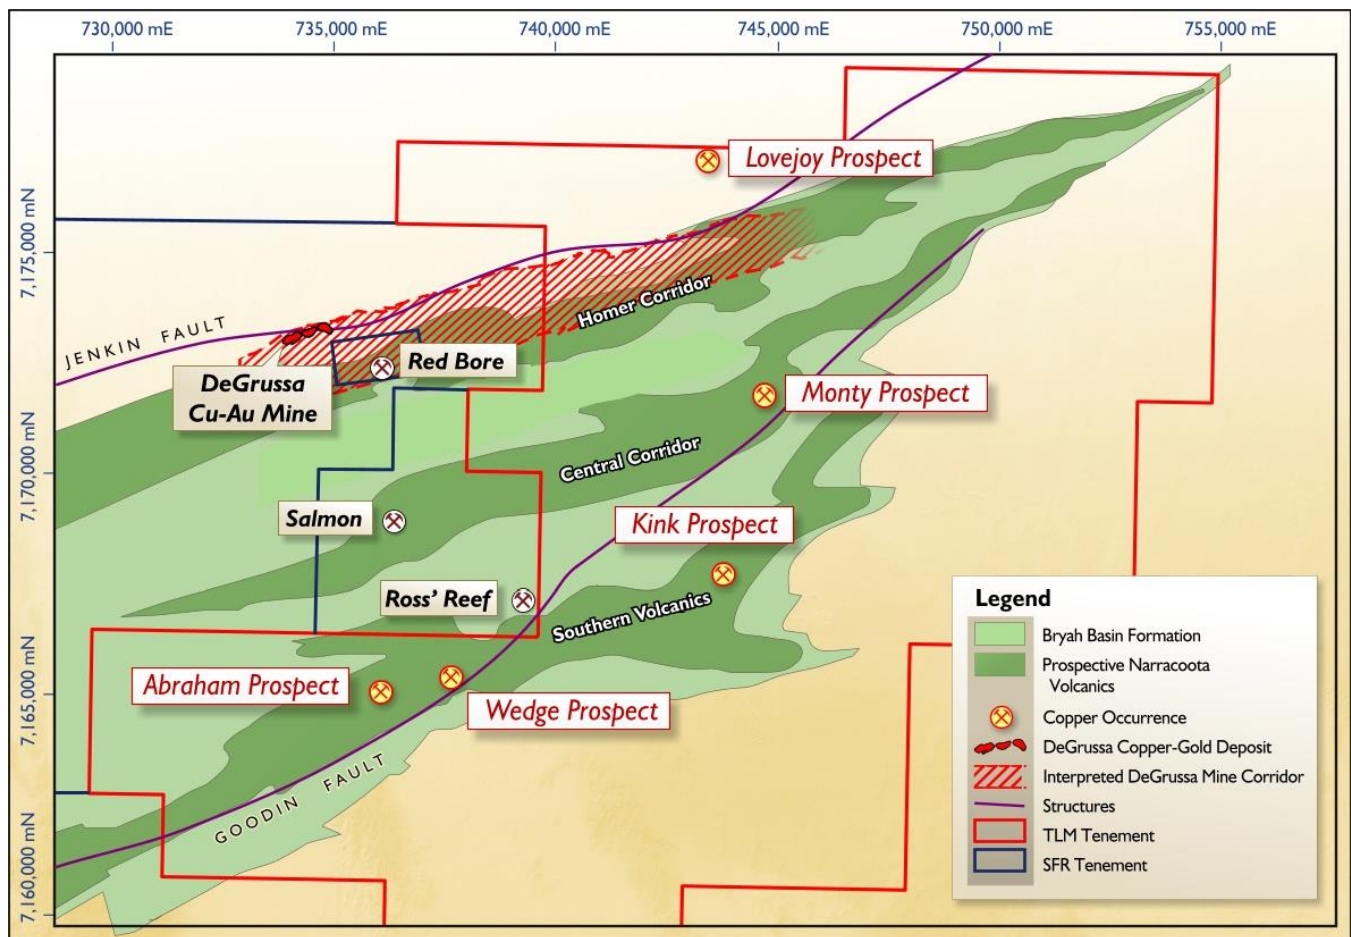 730,000 mE
735,000 mE
740,000 mE
745,000 mE
750,000 mE
755,000 mE
7,175,000 mN
7,170,000 mN
7,165,000 mN
7,160,000 mN
Lovejoy Prospect
Homer Corridor
JENKIN FAULT
Red Bore
DeGrussa
Cu-Au Mine
Monty Prospect
Central Corridor
Salmon
Kink Prospect
Ross’ Reef
Southern Volcanics
Abraham Prospect
Wedge Prospect
GOODIN FAULT
Legend
Bryah Basin Formation
Prospective Narracoota
Volcanics
Copper Occurrence
DeGrussa Copper-Gold Deposit
Interpreted DeGrussa Mine Corridor
Structures
TLM Tenement
SFR Tenement